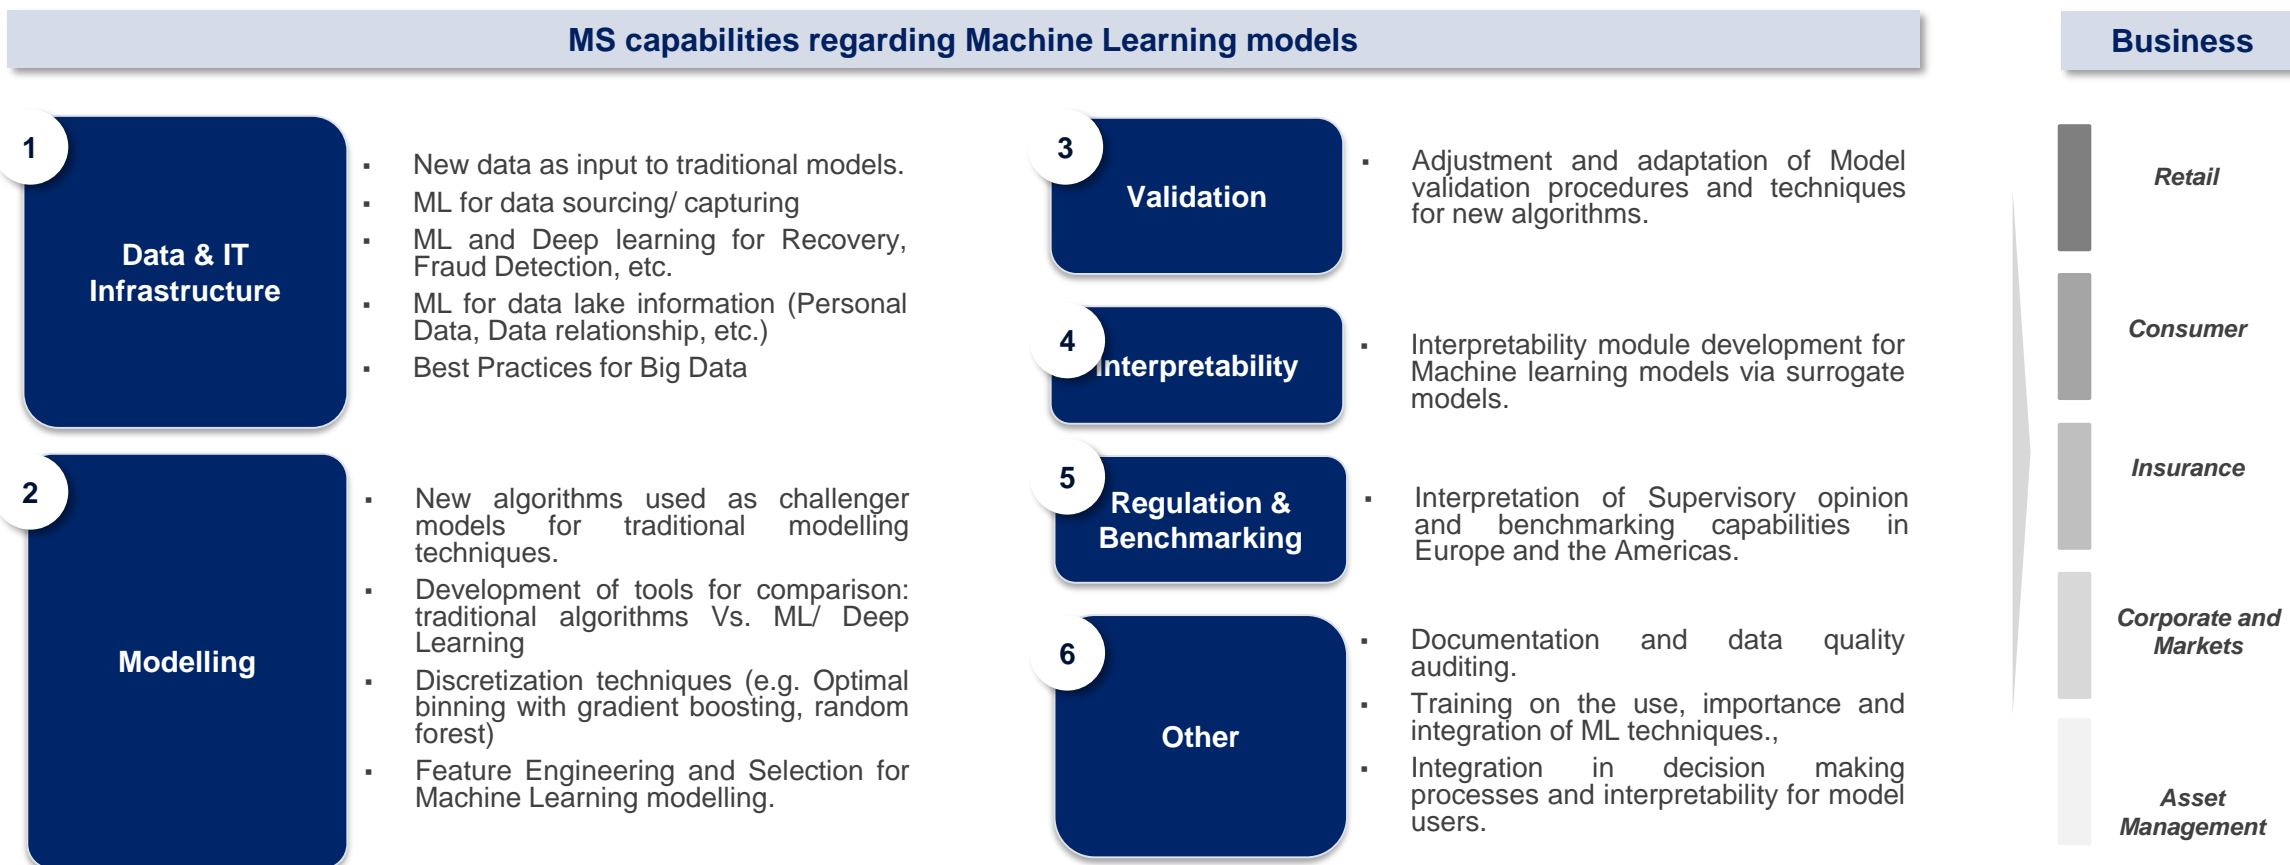 MS capabilities regarding Machine Learning models
Business
1
Data & IT
Infrastructure
▪ New data as input to traditional models.
▪ ML for data sourcing/ capturing
▪ ML and Deep learning for Recovery,
Fraud Detection, etc.
▪ ML for data lake information (Personal
Data, Data relationship, etc.)
▪ Best Practices for Big Data
2
Modelling
▪ New algorithms used as challenger
models for traditional modelling
techniques.
▪ Development of tools for comparison:
traditional algorithms Vs. ML/ Deep
Learning
▪ Discretization techniques (e.g. Optimal
binning with gradient boosting, random
forest)
▪ Feature Engineering and Selection for
Machine Learning modelling.
3
Validation
▪ Adjustment and adaptation of Model
validation procedures and techniques
for new algorithms.
4
Interpretability
▪ Interpretability module development for
Machine learning models via surrogate
models.
5
Regulation &
Benchmarking
▪ Interpretation of Supervisory opinion
and benchmarking capabilities in
Europe and the Americas.
6
Other
▪ Documentation and data quality
auditing.
▪ Training on the use, importance and
integration of ML techniques.,
▪ Integration in decision making
processes and interpretability for model
users.
Retail
Consumer
Insurance
Corporate and
Markets
Asset
Management